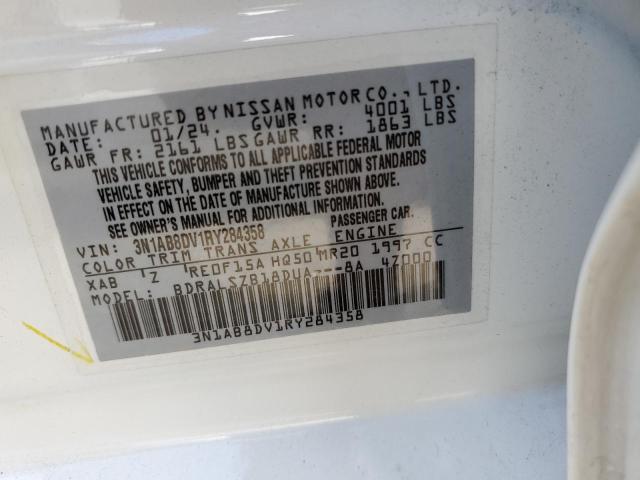 MANUFACTURED BY NISSAN MOTOR CO., LTD.
DATE: 01/24. GVWR: 4001 LBS
GAWR FR: 2161 LBS GAWR RR: 1863 LBS
THIS VEHICLE CONFORMS TO ALL APPLICABLE FEDERAL MOTOR
VEHICLE SAFETY, BUMPER AND THEFT PREVENTION STANDARDS
IN EFFECT ON THE DATE OF MANUFACTURE SHOWN ABOVE.
SEE OWNER'S MANUAL FOR ADDITIONAL INFORMATION.
VIN: 3N1AB8DV1RY284358 PASSENGER CAR.
COLOR TRIM TRANS AXLE ENGINE
XAB Z RE0F15A HQ50 MR20 1997 CC
MODEL: BDRALSZB18DUA---8A 4Z000
3N1AB8DV1RY284358